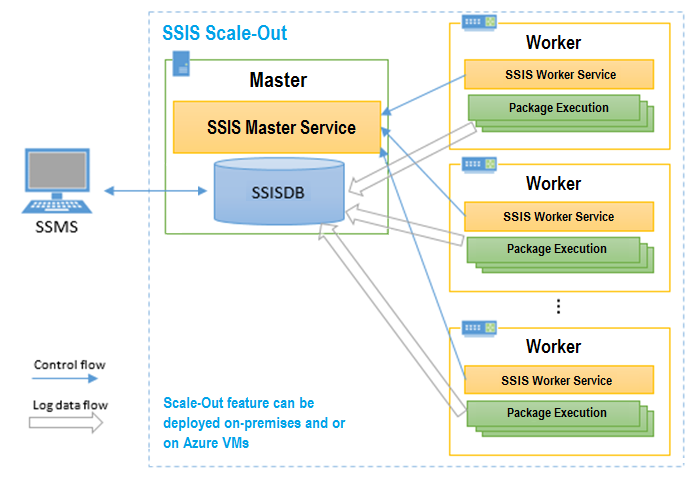 SSIS Scale-Out
Master
SSIS Master Service
SSISDB
SSMS
Worker
SSIS Worker Service
Package Execution
Worker
SSIS Worker Service
Package Execution
Worker
SSIS Worker Service
Package Execution
Control flow
Log data flow
Scale-Out feature can be
deployed on-premises and or
on Azure VMs